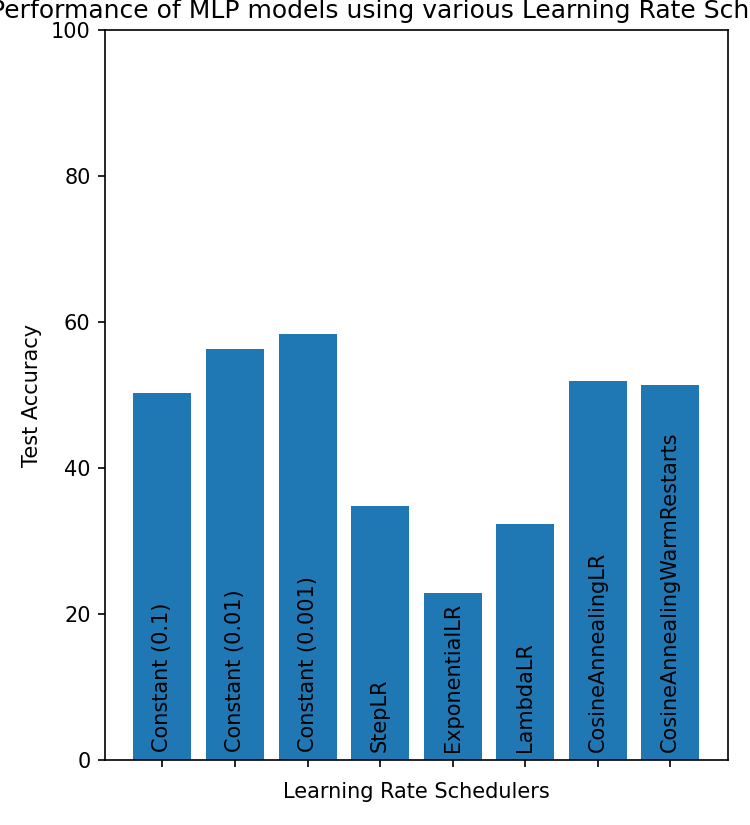 Performance of MLP models using various Learning Rate Sch
100
80
60
40
20
0
Test Accuracy
Constant (0.1)
Constant (0.01)
Constant (0.001)
StepLR
ExponentialLR
LambdaLR
CosineAnnealingLR
CosineAnnealingWarmRestarts
Learning Rate Schedulers